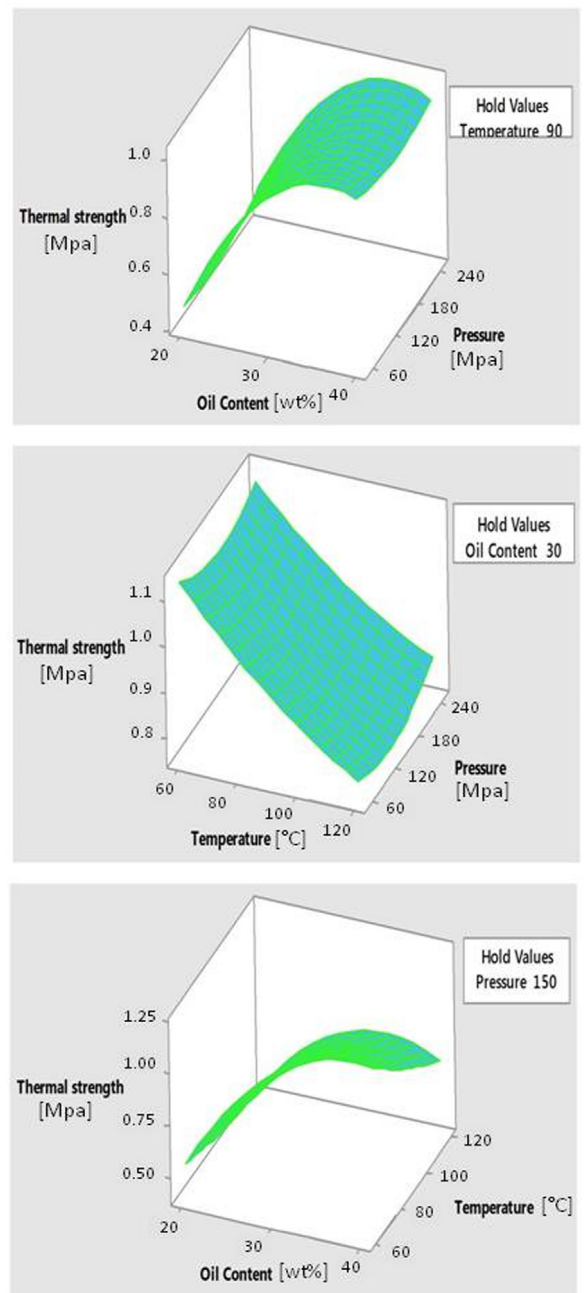 Hold Values
Temperature 90
1.0
0.8
0.6
0.4
Thermal strength
[Mpa]
240
180
120
60
Pressure
[Mpa]
20
30
40
Oil Content [wt%]
Hold Values
Oil Content 30
1.1
1.0
0.9
0.8
Thermal strength
[Mpa]
240
180
120
60
Pressure
[Mpa]
60
80
100
120
Temperature [°C]
Hold Values
Pressure 150
1.25
1.00
0.75
0.50
Thermal strength
[Mpa]
120
100
80
60
Temperature [°C]
20
30
40
Oil Content [wt%]